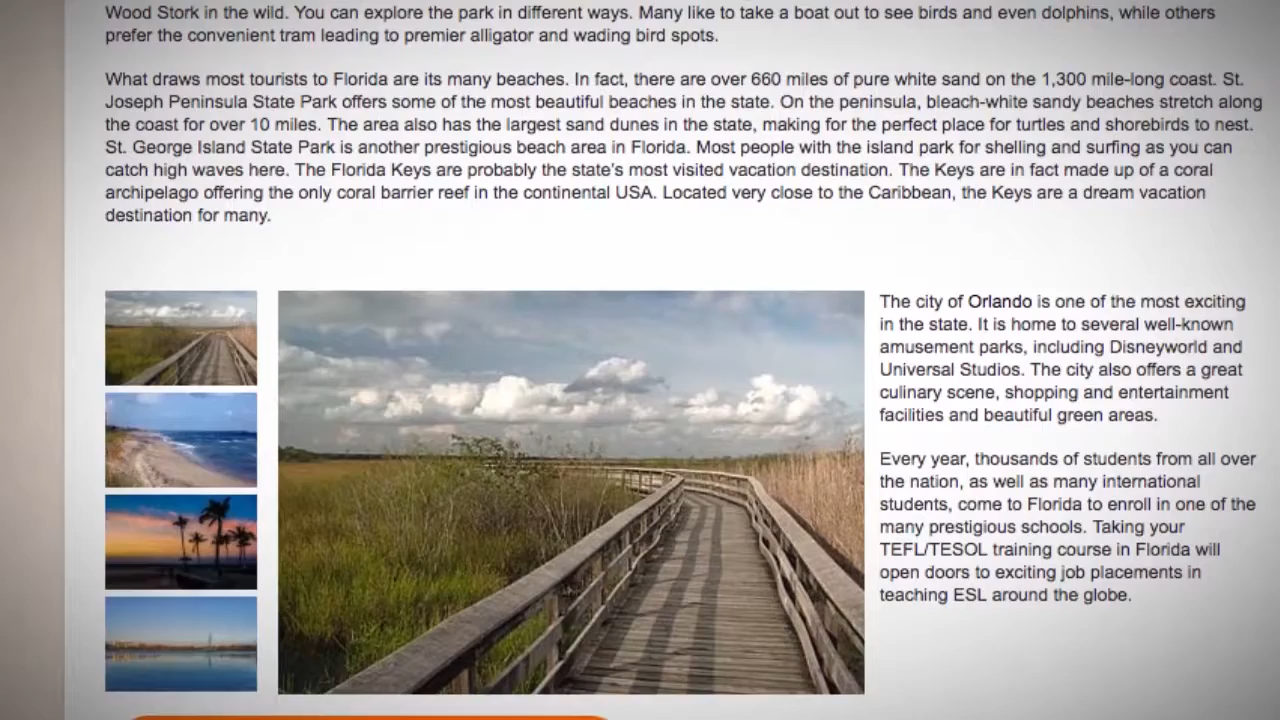 Wood Stork in the wild. You can explore the park in different ways. Many like to take a boat out to see birds and even dolphins, while others
prefer the convenient tram leading to premier alligator and wading bird spots.
What draws most tourists to Florida are its many beaches. In fact, there are over 660 miles of pure white sand on the 1,300 mile-long coast. St.
Joseph Peninsula State Park offers some of the most beautiful beaches in the state. On the peninsula, bleach-white sandy beaches stretch along
the coast for over 10 miles. The area also has the largest sand dunes in the state, making for the perfect place for turtles and shorebirds to nest.
St. George Island State Park is another prestigious beach area in Florida. Most people with the island park for shelling and surfing as you can
catch high waves here. The Florida Keys are probably the state's most visited vacation destination. The Keys are in fact made up of a coral
archipelago offering the only coral barrier reef in the continental USA. Located very close to the Caribbean, the Keys are a dream vacation
destination for many.
The city of Orlando is one of the most exciting
in the state. It is home to several well-known
amusement parks, including Disneyworld and
Universal Studios. The city also offers a great
culinary scene, shopping and entertainment
facilities and beautiful green areas.
Every year, thousands of students from all over
the nation, as well as many international
students, come to Florida to enroll in one of the
many prestigious schools. Taking your
TEFL/TESOL training course in Florida will
open doors to exciting job placements in
teaching ESL around the globe.